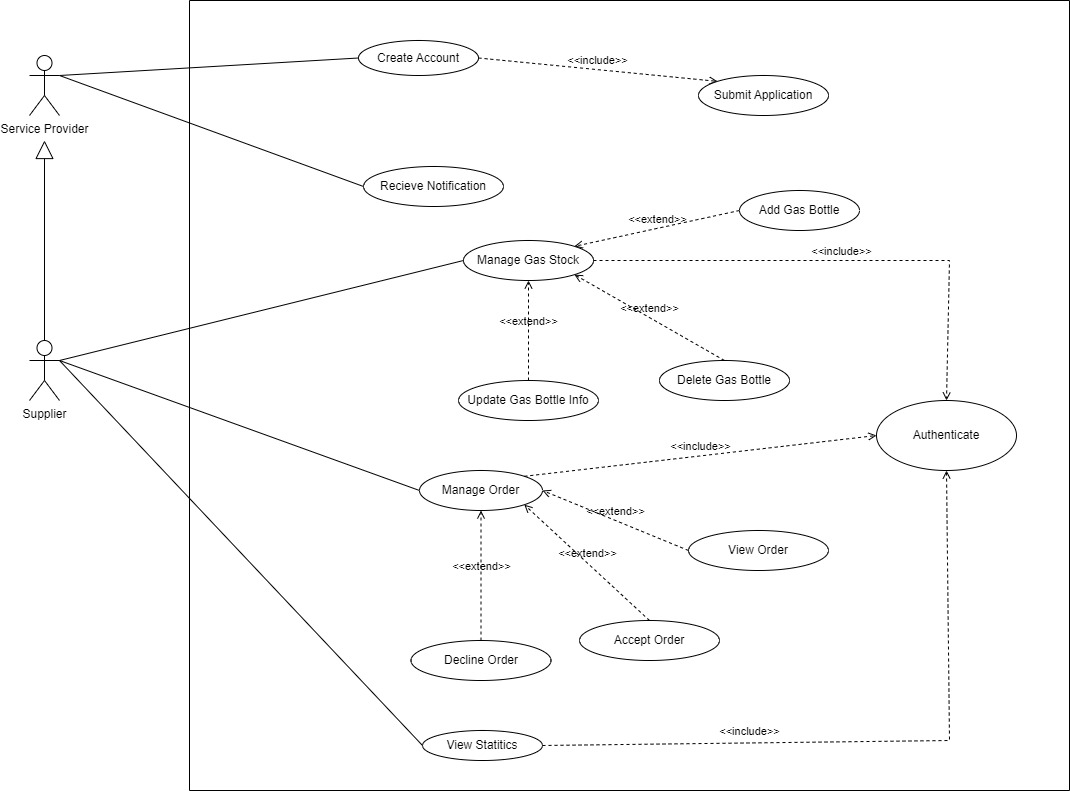 Create Account
<<include>>
Submit Application
Service Provider
Recieve Notification
Add Gas Bottle
<<extend>>
<<include>>
Manage Gas Stock
<<extend>>
<<extend>>
Delete Gas Bottle
Update Gas Bottle Info
Supplier
Authenticate
<<include>>
Manage Order
<<extend>>
View Order
<<extend>>
<<extend>>
Accept Order
Decline Order
<<include>>
View Statitics